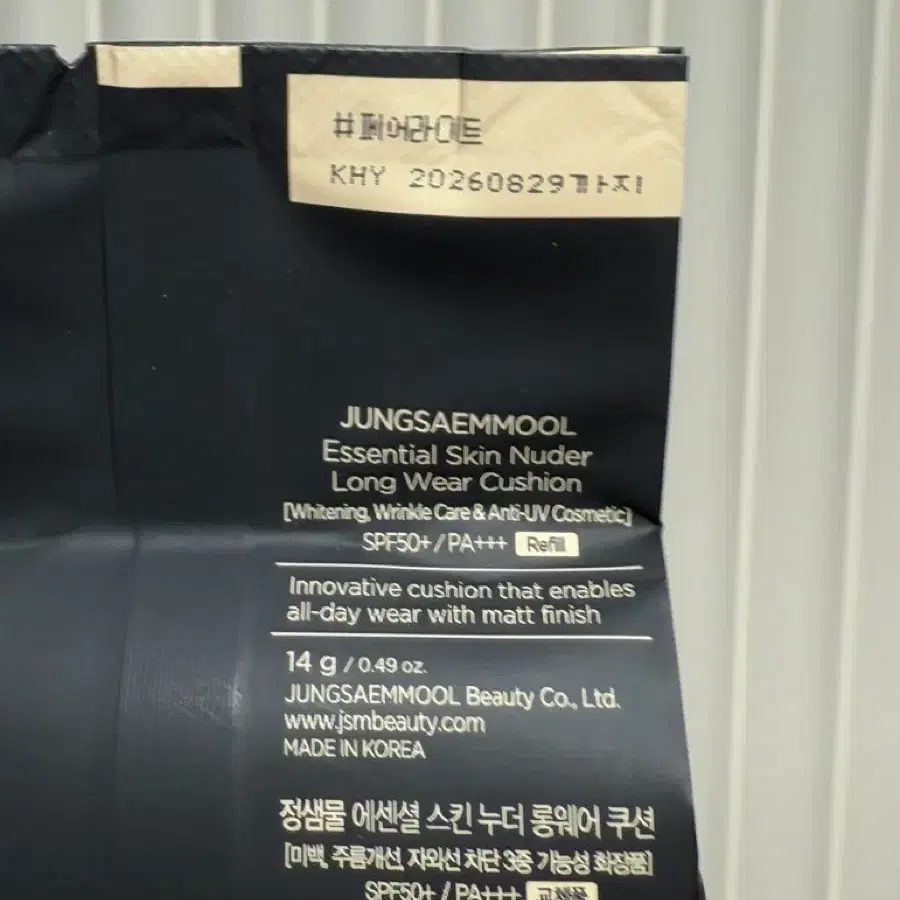 #페어라이트
KHY 20260829까지
JUNGSAEMMOOL
Essential Skin Nuder
Long Wear Cushion
[Whitening, Wrinkle Care & Anti-UV Cosmetic]
SPF50+ / PA+++ Refill
Innovative cushion that enables
all-day wear with matt finish
14 g / 0.49 oz.
JUNGSAEMMOOL Beauty Co., Ltd.
www.jsmbeauty.com
MADE IN KOREA
정샘물 에센셜 스킨 누더 롱웨어 쿠션
[미백, 주름개선, 자외선 차단 3중 기능성 화장품]
SPF50+ / PA+++ 교체품